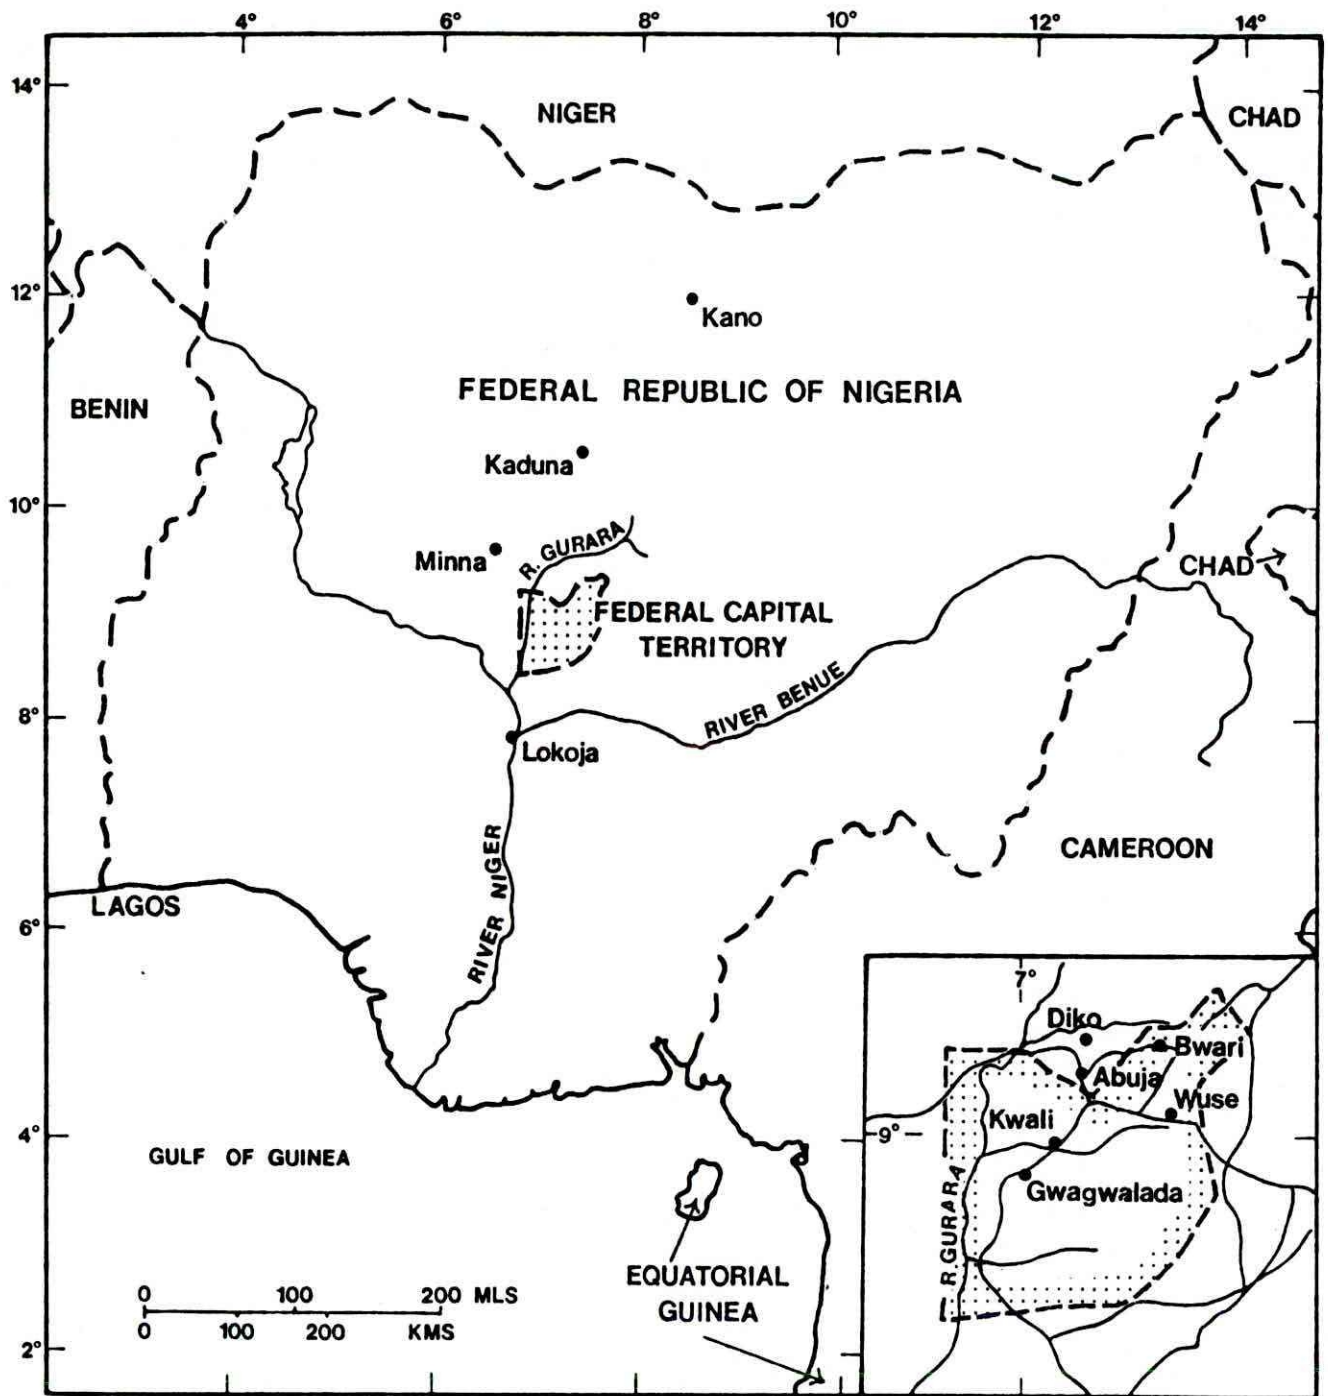 4° 6° 8° 10° 12° 14°
14°
NIGER
CHAD
12°
Kano
FEDERAL REPUBLIC OF NIGERIA
BENIN
Kaduna
10°
Minna
R. GURARA
CHAD
FEDERAL CAPITAL
TERRITORY
RIVER BENUE
8°
Lokoja
RIVER NIGER
CAMEROON
LAGOS
6°
7°
Diko
Bwari
Abuja
Wuse
Kwali
9°
Gwagwalada
R. GURARA
4°
GULF OF GUINEA
EQUATORIAL
GUINEA
0 100 200 MLS
0 100 200 KMS
2°